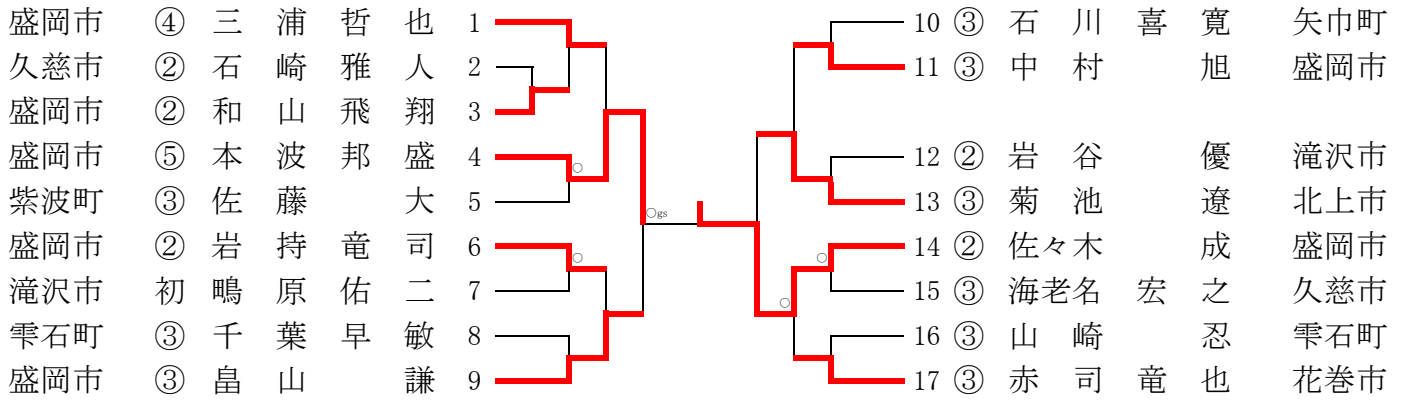 盛岡市 ④ 三浦哲也 1
久慈市 ② 石崎雅人 2
盛岡市 ② 和山飛翔 3
盛岡市 ⑤ 本波邦盛 4
○
紫波町 ③ 佐藤大 5
盛岡市 ② 岩持竜司 6
○
滝沢市 初 鴫原佑二 7
雫石町 ③ 千葉早敏 8
盛岡市 ③ 畠山謙 9
○gs
10 ③ 石川喜寛 矢巾町
11 ③ 中村旭 盛岡市
12 ② 岩谷優 滝沢市
13 ③ 菊池遼 北上市
14 ② 佐々木成 盛岡市
○
15 ③ 海老名宏之 久慈市
○
16 ③ 山崎忍 雫石町
17 ③ 赤司竜也 花巻市